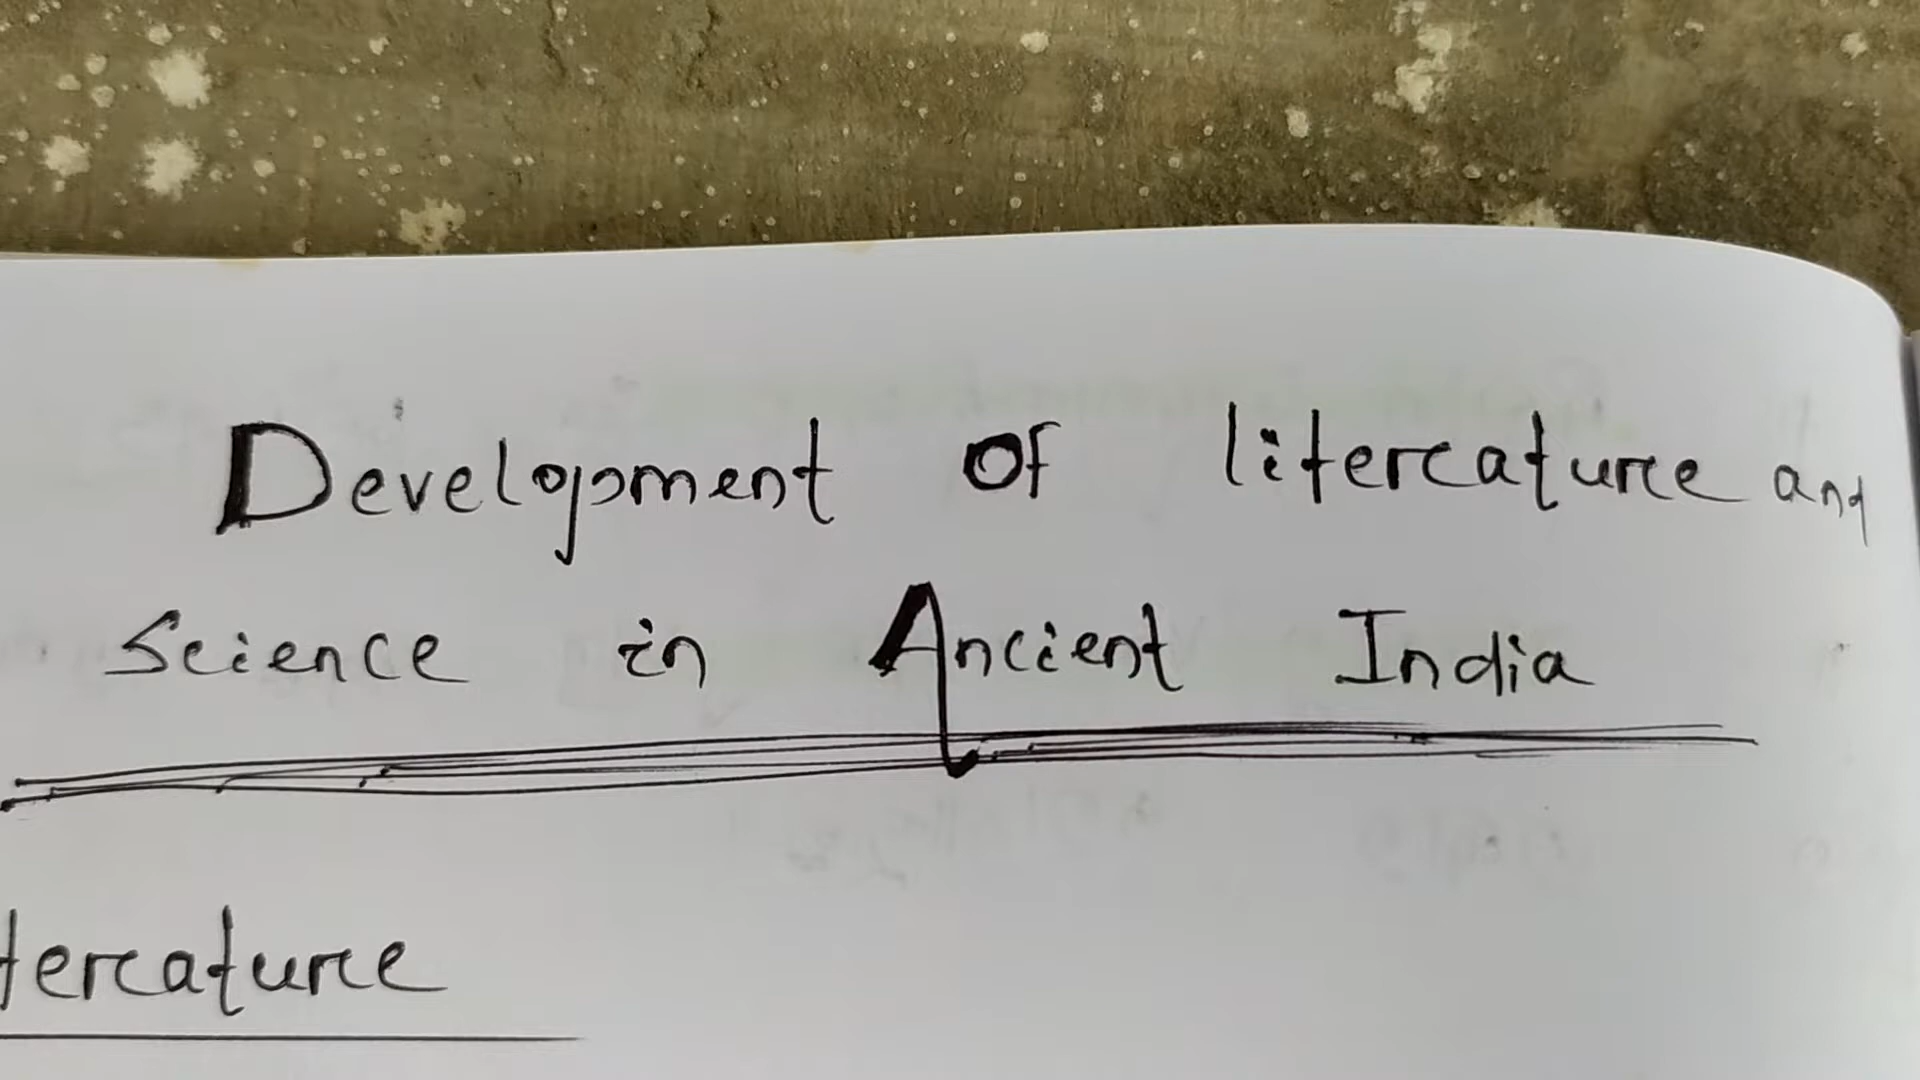 Development Of literature and
Science in Ancient India
terature